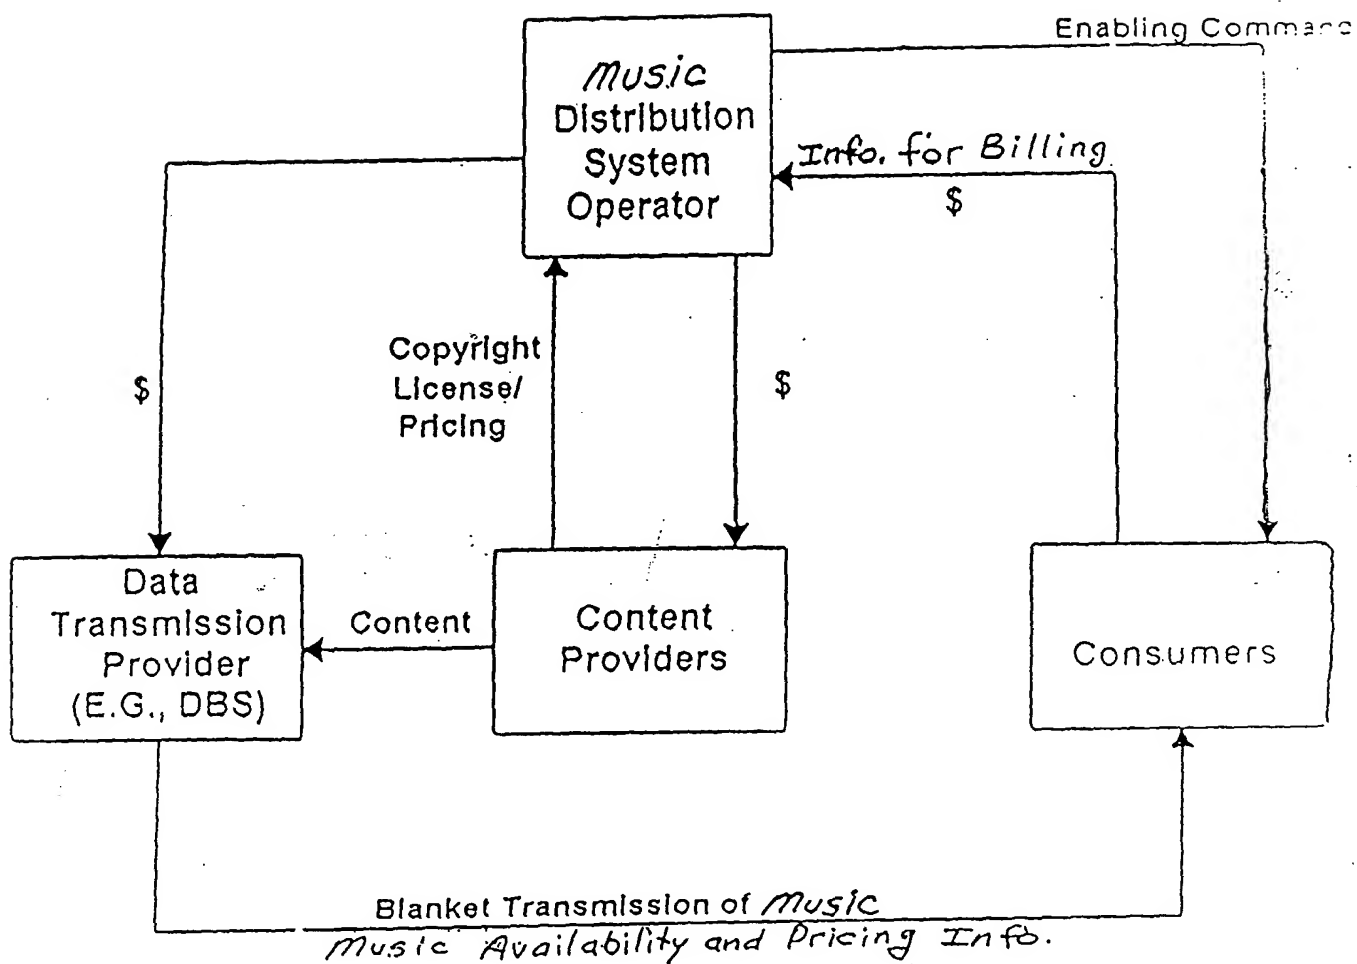 Enabling Command
Music
Distribution
System
Operator
Info. for Billing
$
Copyright
License/
Pricing
$
$
Data
Transmission
Provider
(E.G., DBS)
Content
Content
Providers
Consumers
Blanket Transmission of Music
Music Availability and Pricing Info.